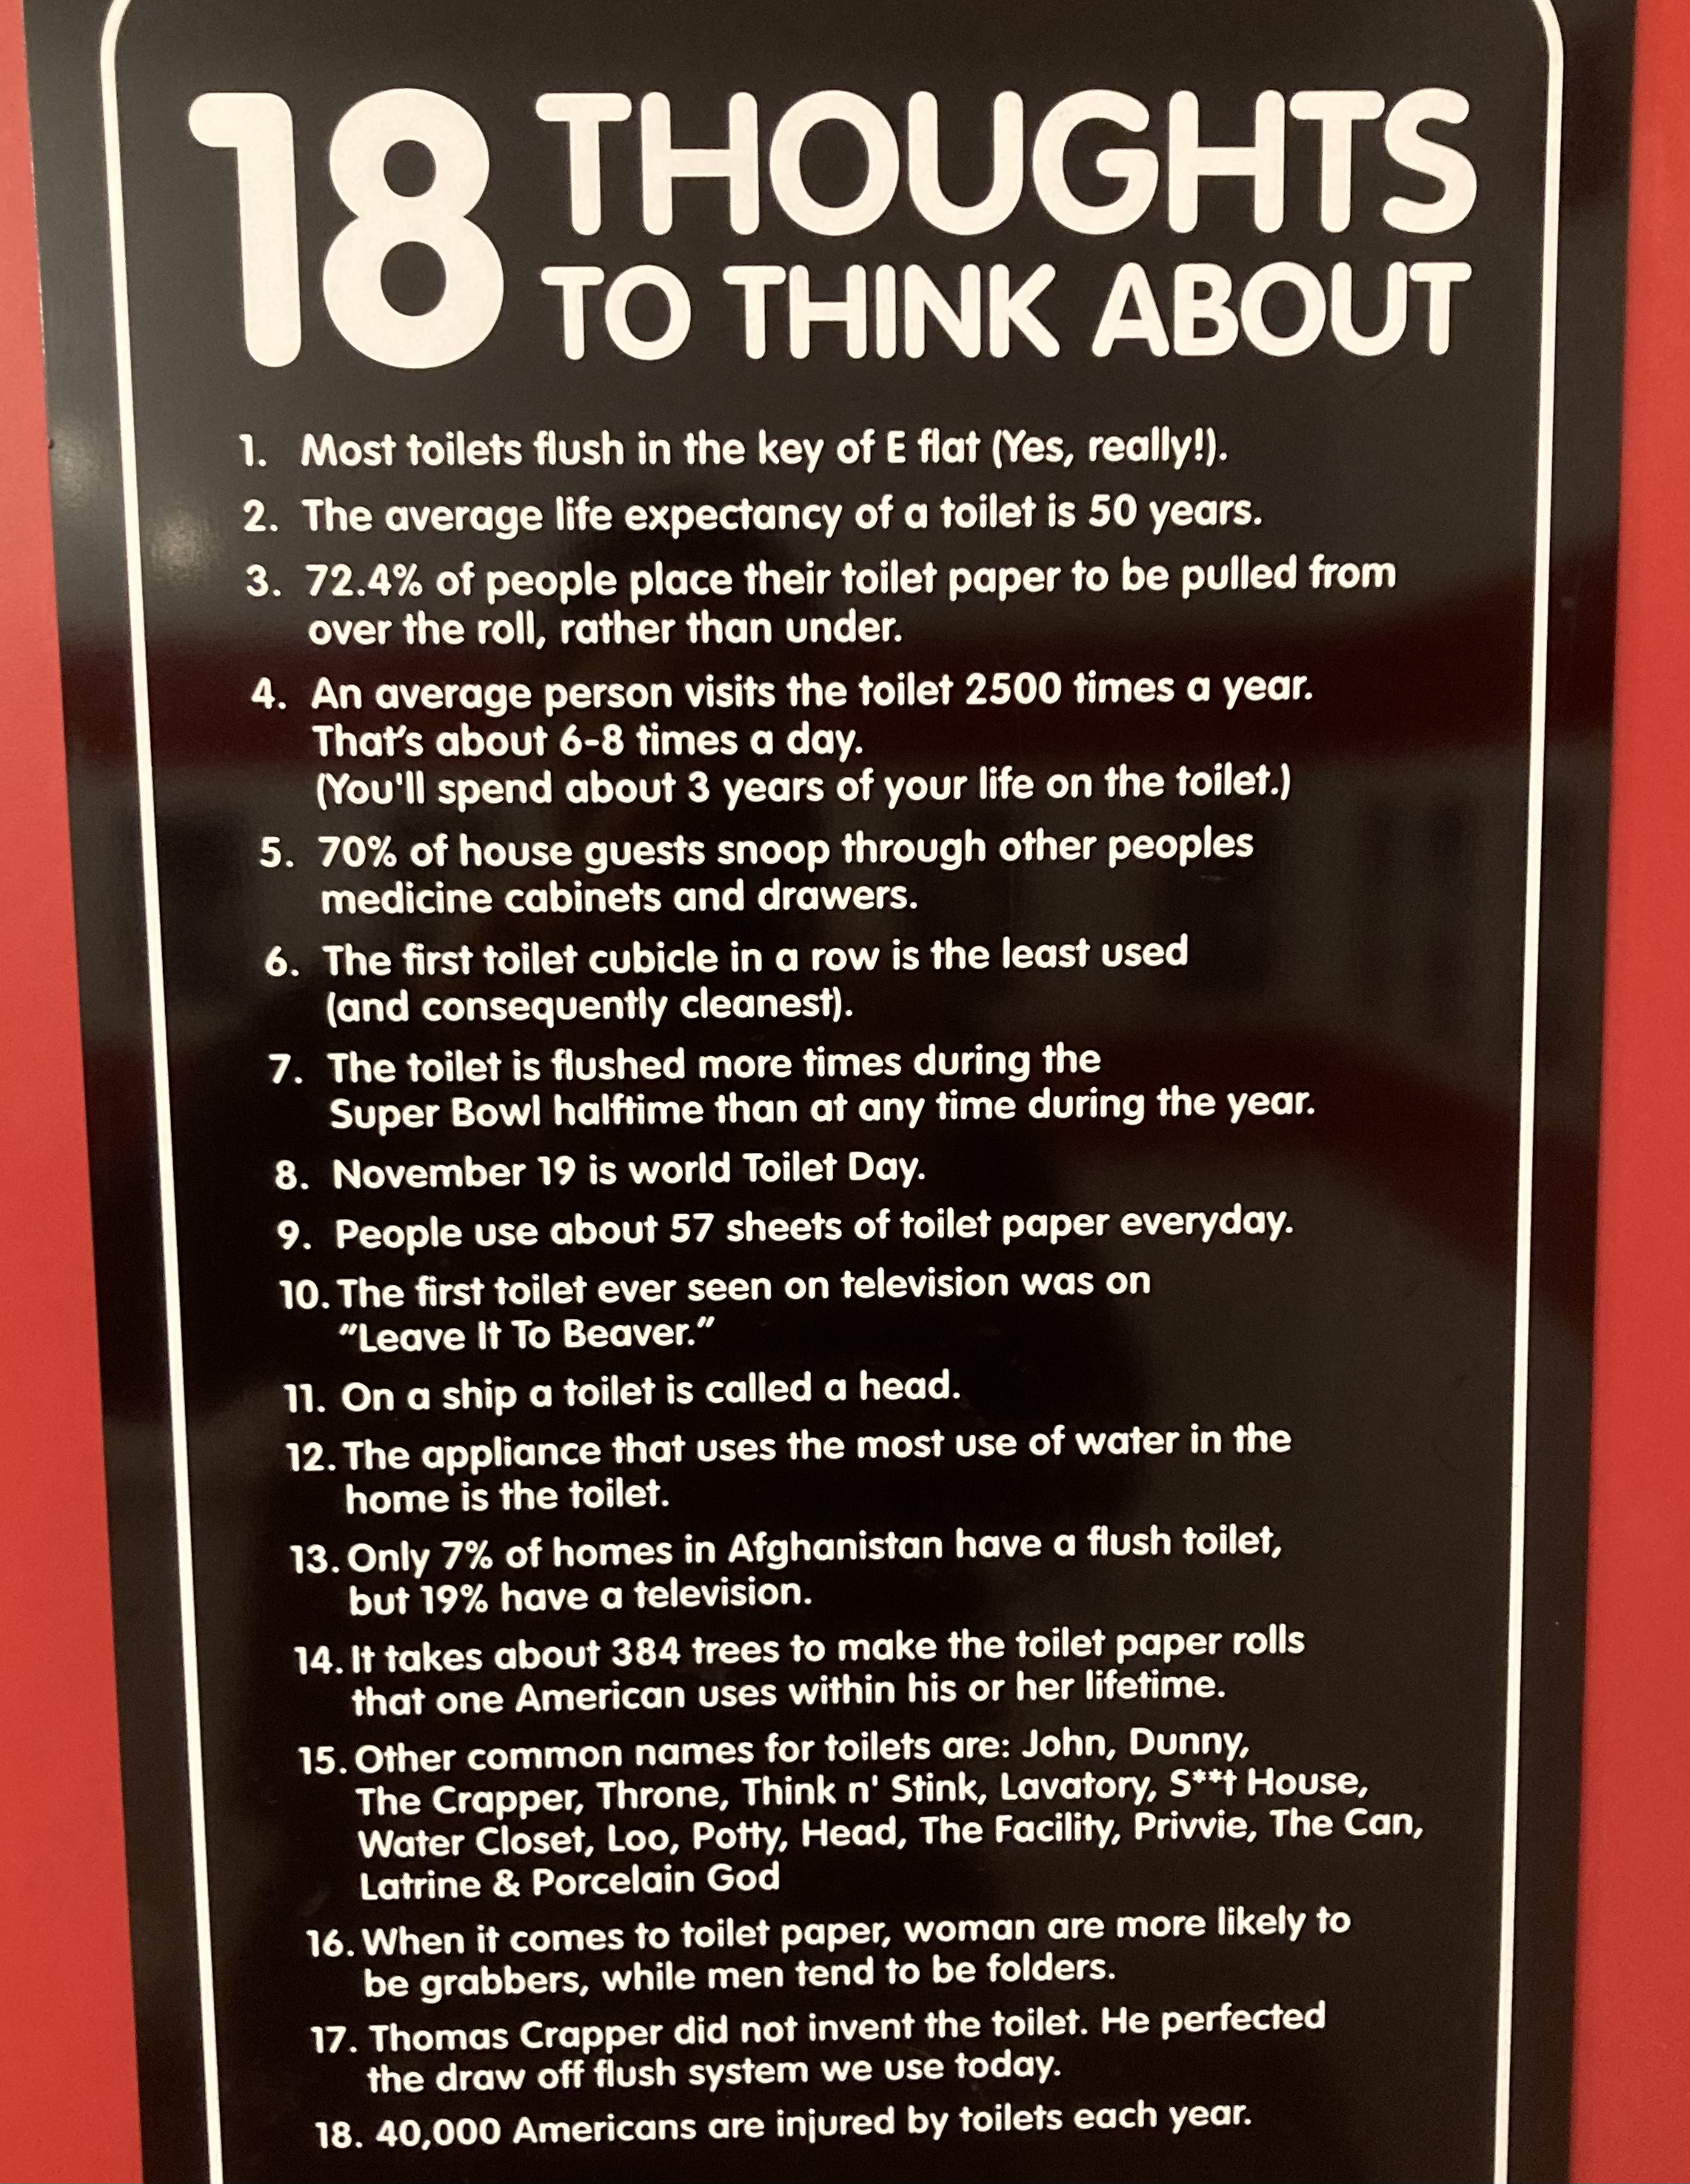 18 THOUGHTS
TO THINK ABOUT
1. Most toilets flush in the key of E flat (Yes, really!).
2. The average life expectancy of a toilet is 50 years.
3. 72.4% of people place their toilet paper to be pulled from
over the roll, rather than under.
4. An average person visits the toilet 2500 times a year.
That's about 6-8 times a day.
(You'll spend about 3 years of your life on the toilet.)
5. 70% of house guests snoop through other peoples
medicine cabinets and drawers.
6. The first toilet cubicle in a row is the least used
(and consequently cleanest).
7. The toilet is flushed more times during the
Super Bowl halftime than at any time during the year.
8. November 19 is world Toilet Day.
9. People use about 57 sheets of toilet paper everyday.
10. The first toilet ever seen on television was on
"Leave It To Beaver."
11. On a ship a toilet is called a head.
12. The appliance that uses the most use of water in the
home is the toilet.
13. Only 7% of homes in Afghanistan have a flush toilet,
but 19% have a television.
14. It takes about 384 trees to make the toilet paper rolls
that one American uses within his or her lifetime.
15. Other common names for toilets are: John, Dunny,
The Crapper, Throne, Think n' Stink, Lavatory, S**t House,
Water Closet, Loo, Potty, Head, The Facility, Privvie, The Can,
Latrine & Porcelain God
16. When it comes to toilet paper, woman are more likely to
be grabbers, while men tend to be folders.
17. Thomas Crapper did not invent the toilet. He perfected
the draw off flush system we use today.
18. 40,000 Americans are injured by toilets each year.